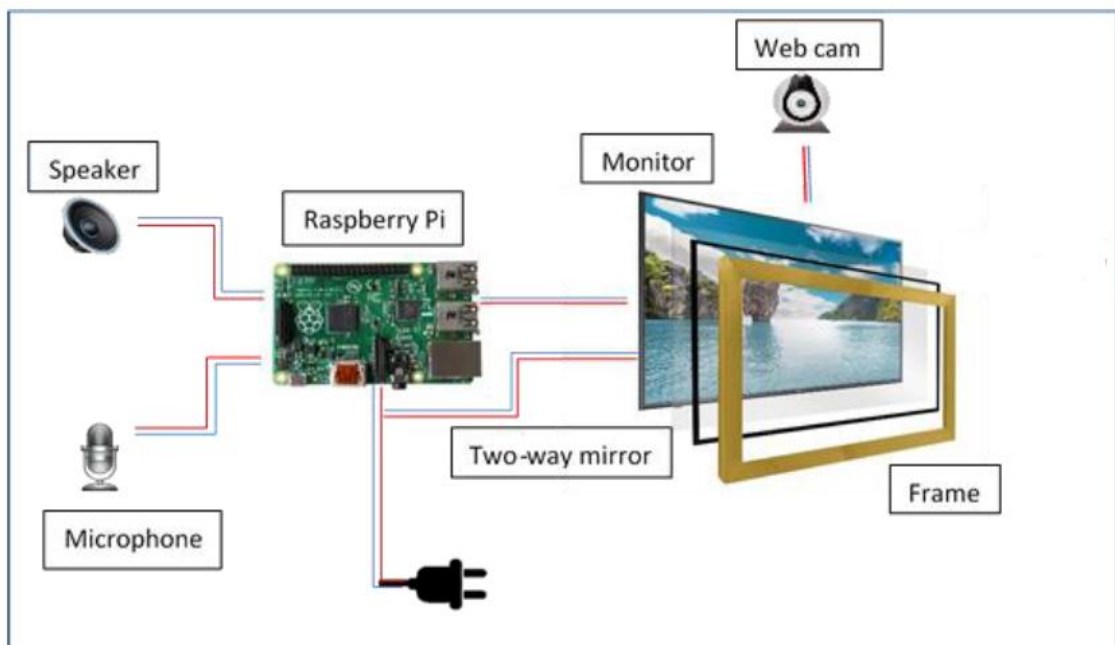 Web cam
Monitor
Speaker
Raspberry Pi
Two-way mirror
Frame
Microphone